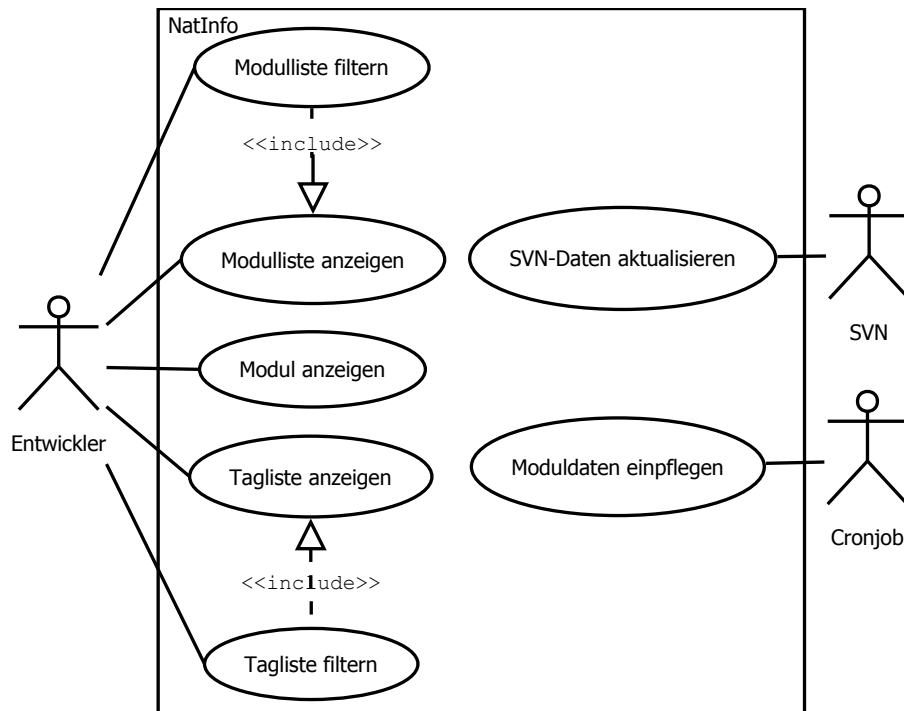 NatInfo
Modulliste filtern
<<include>>
Modulliste anzeigen
SVN-Daten aktualisieren
SVN
Modul anzeigen
Entwickler
Tagliste anzeigen
Moduldaten einpflegen
Cronjob
<<include>>
Tagliste filtern